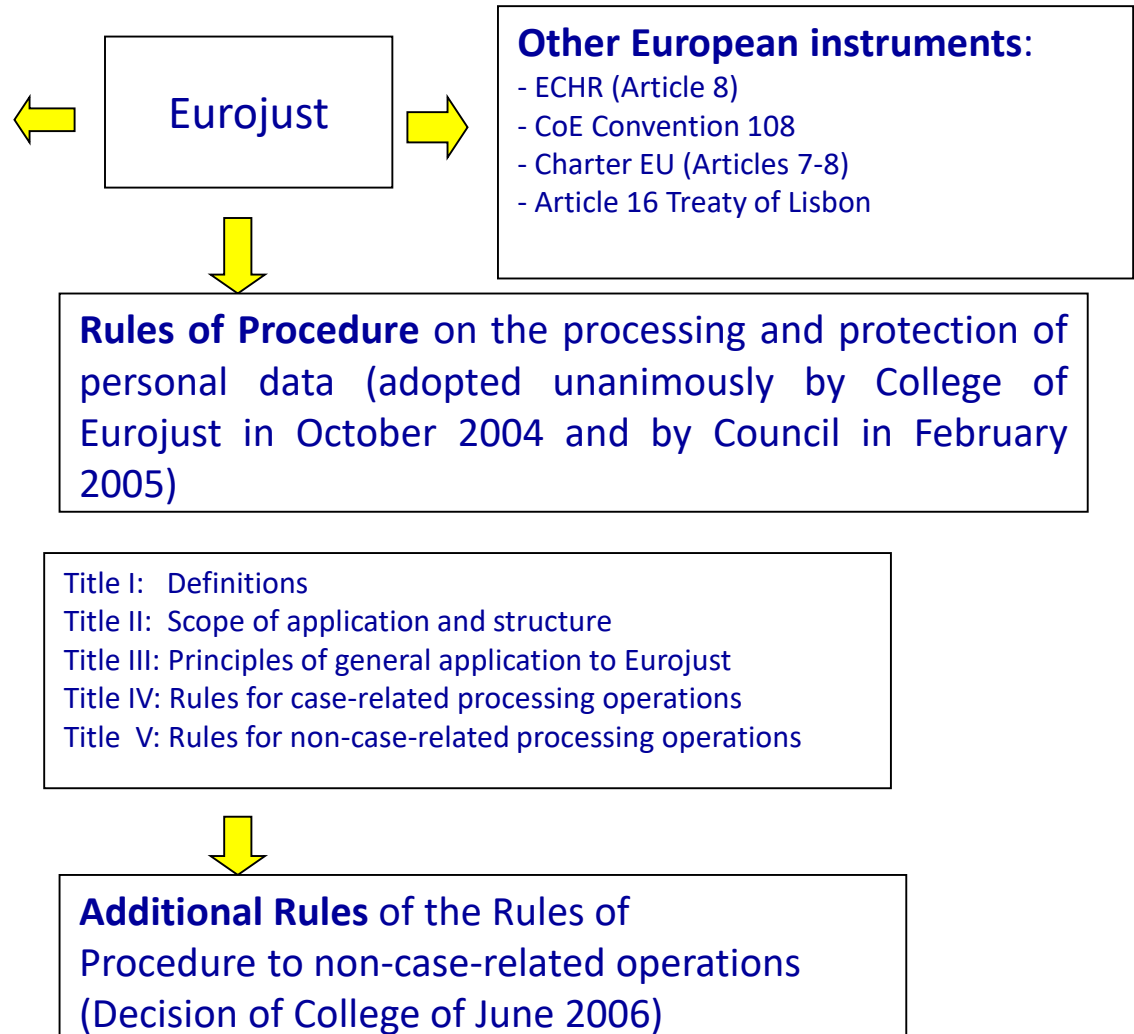 Eurojust
Other European instruments:
- ECHR (Article 8)
- CoE Convention 108
- Charter EU (Articles 7-8)
- Article 16 Treaty of Lisbon
Rules of Procedure on the processing and protection of
personal data (adopted unanimously by College of
Eurojust in October 2004 and by Council in February
2005)
Title I: Definitions
Title II: Scope of application and structure
Title III: Principles of general application to Eurojust
Title IV: Rules for case-related processing operations
Title V: Rules for non-case-related processing operations
Additional Rules of the Rules of
Procedure to non-case-related operations
(Decision of College of June 2006)